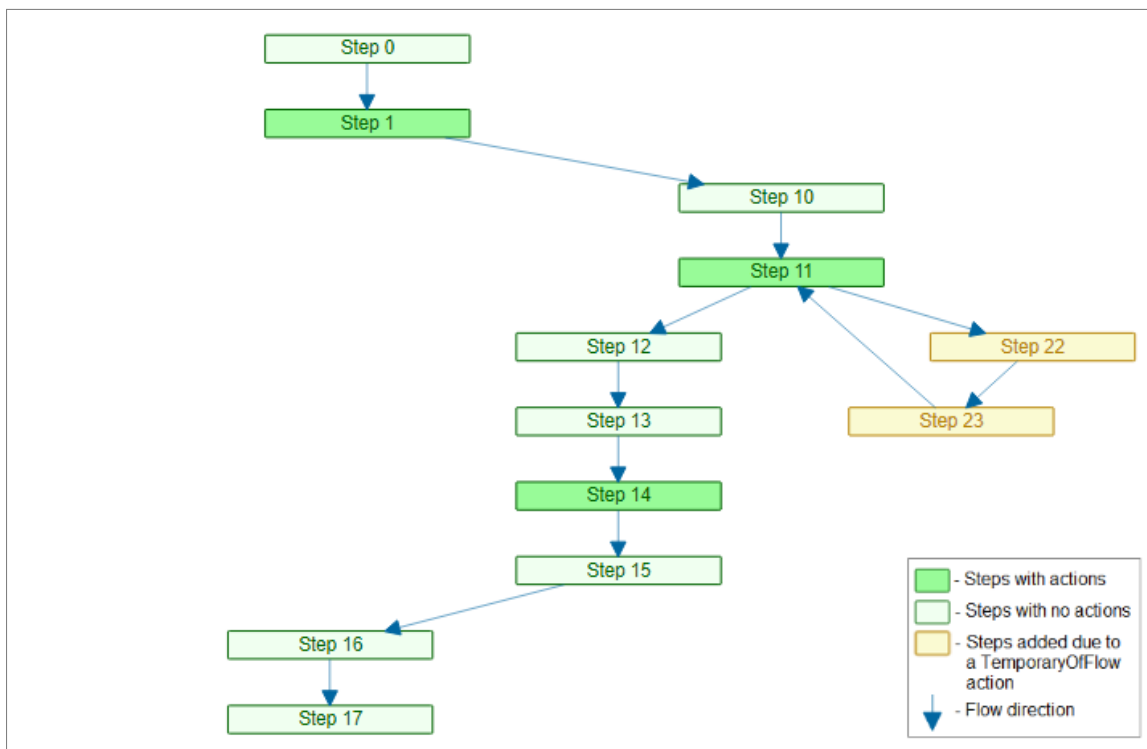 Step 0
Step 1
Step 10
Step 11
Step 12
Step 22
Step 13
Step 23
Step 14
Step 15
Step 16
Step 17
- Steps with actions
- Steps with no actions
- Steps added due to
a TemporaryOfFlow
action
- Flow direction